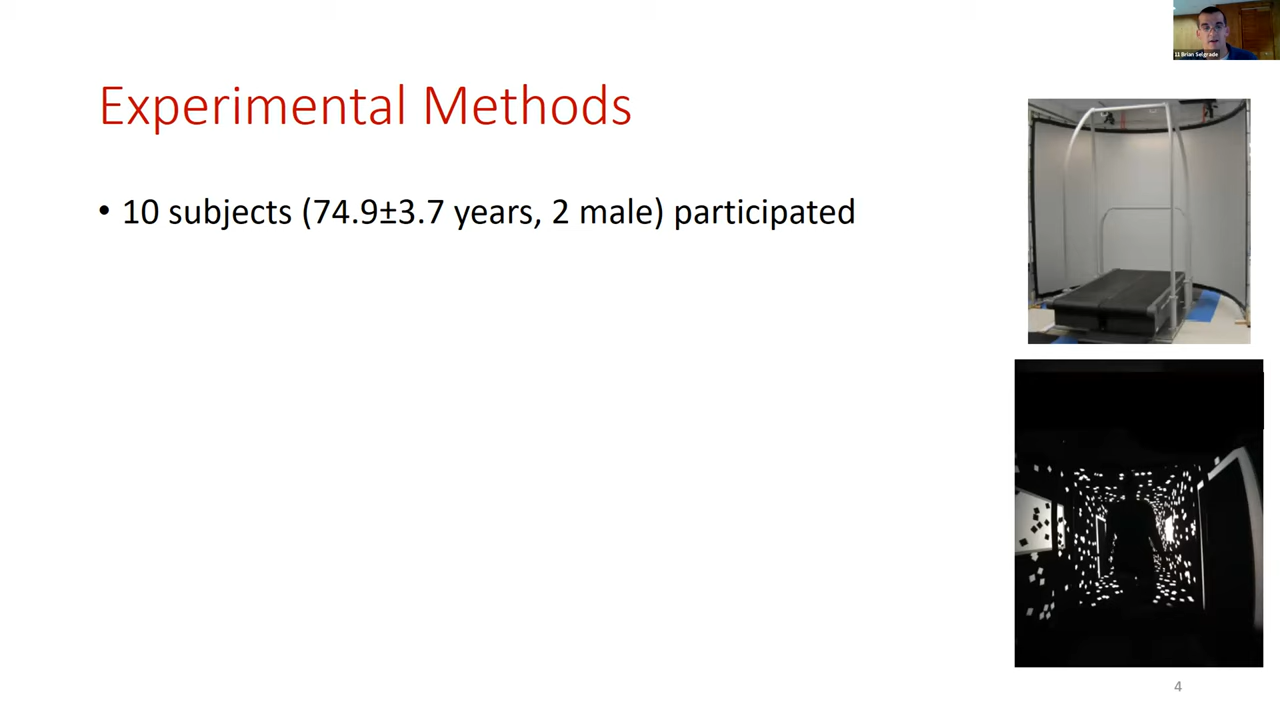 11 Brian Selgrade
Experimental Methods
• 10 subjects (74.9±3.7 years, 2 male) participated
4